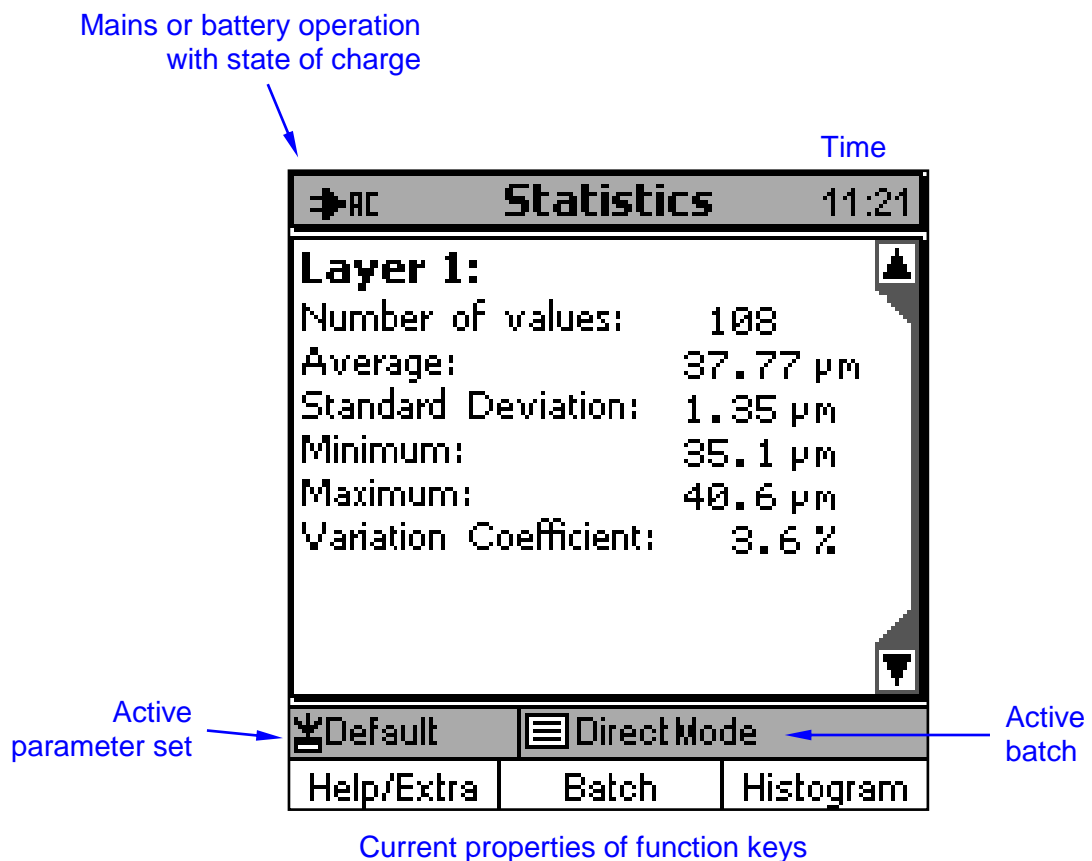 Mains or battery operation
with state of charge
Time
AC Statistics 11:21
Layer 1:
Number of values: 108
Average: 37.77 µm
Standard Deviation: 1.35 µm
Minimum: 35.1 µm
Maximum: 40.6 µm
Variation Coefficient: 3.6 %
Active
parameter set
Default DirectMode
Active
batch
Help/Extra Batch Histogram
Current properties of function keys